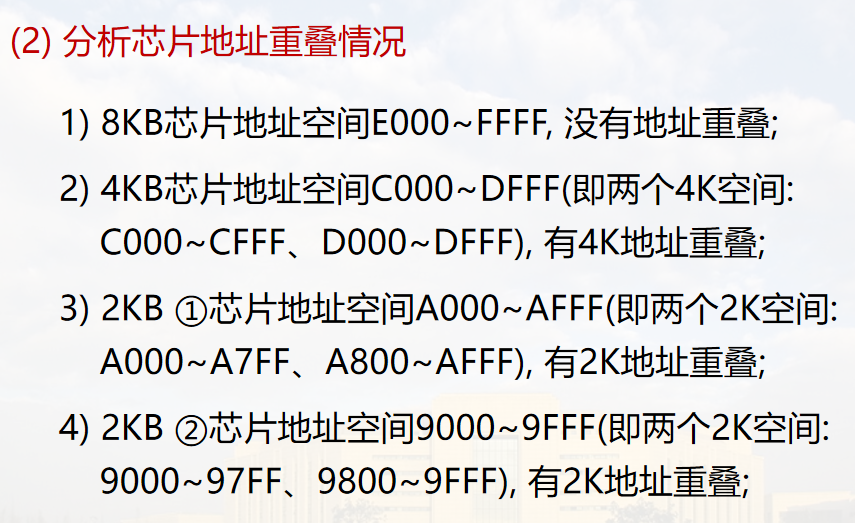 (2) 分析芯片地址重叠情况
1) 8KB芯片地址空间E000~FFFF, 没有地址重叠;
2) 4KB芯片地址空间C000~DFFF(即两个4K空间:
C000~CFFF、D000~DFFF), 有4K地址重叠;
3) 2KB ①芯片地址空间A000~AFFF(即两个2K空间:
A000~A7FF、A800~AFFF), 有2K地址重叠;
4) 2KB ②芯片地址空间9000~9FFF(即两个2K空间:
9000~97FF、9800~9FFF), 有2K地址重叠;